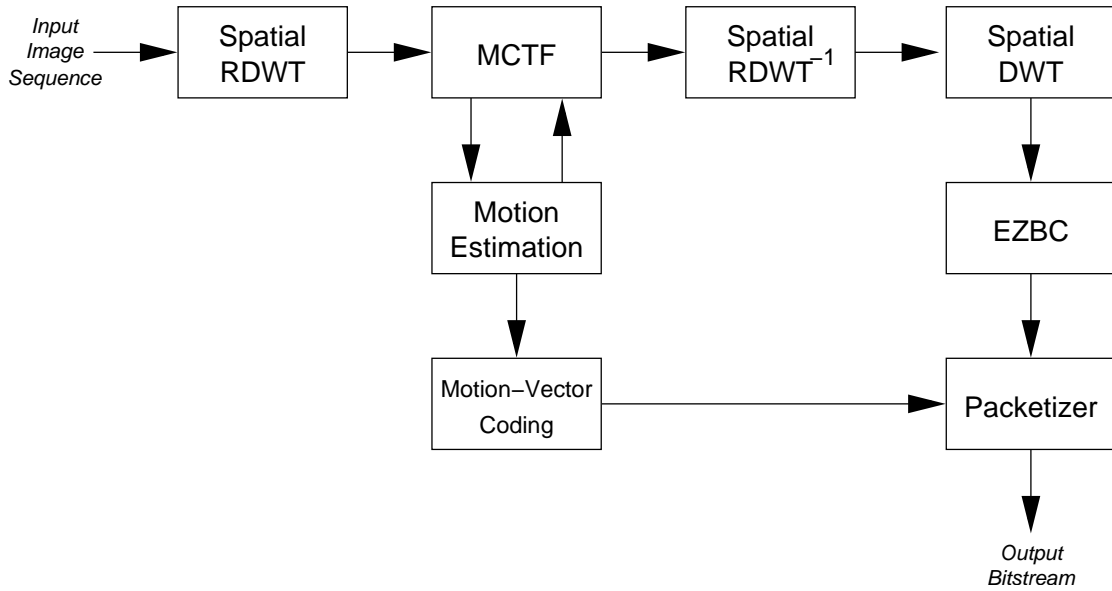 Input
Image
Sequence
Spatial
RDWT
MCTF
Spatial
RDWT−1
Spatial
DWT
Motion
Estimation
EZBC
Motion−Vector
Coding
Packetizer
Output
Bitstream